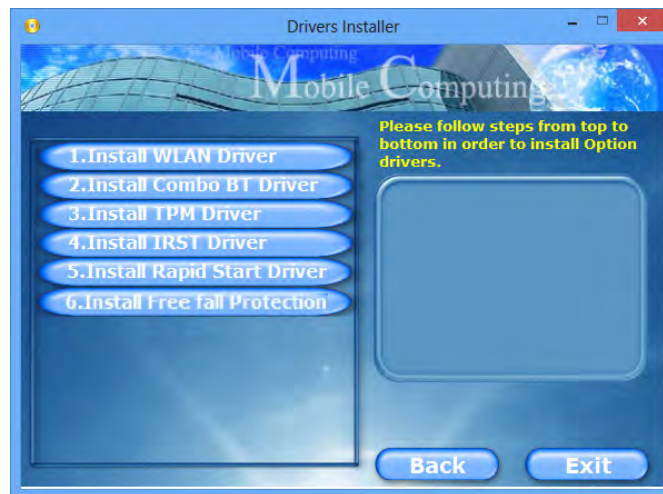 Drivers Installer
Mobile Computing
Mobile Computing
Please follow steps from top to
bottom in order to install Option
drivers.
1.Install WLAN Driver
2.Install Combo BT Driver
3.Install TPM Driver
4.Install IRST Driver
5.Install Rapid Start Driver
6.Install Free fall Protection
Back
Exit